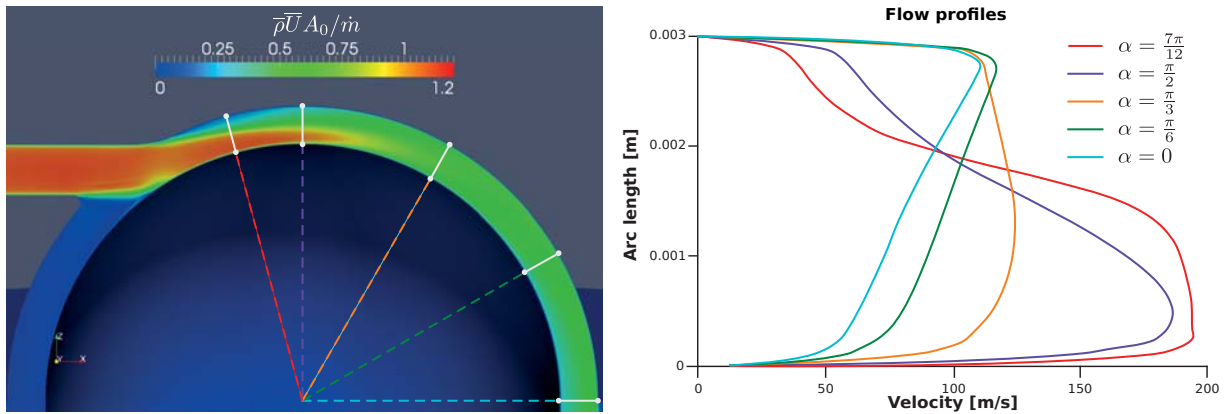 ρ̅U̅A₀/ṁ
0.25 0.5 0.75 1
0 1.2
Z
Y X
Flow profiles
0.003
0.002
0.001
0
Arc length [m]
0 50 100 150 200
Velocity [m/s]
α = 7π/12
α = π/2
α = π/3
α = π/6
α = 0